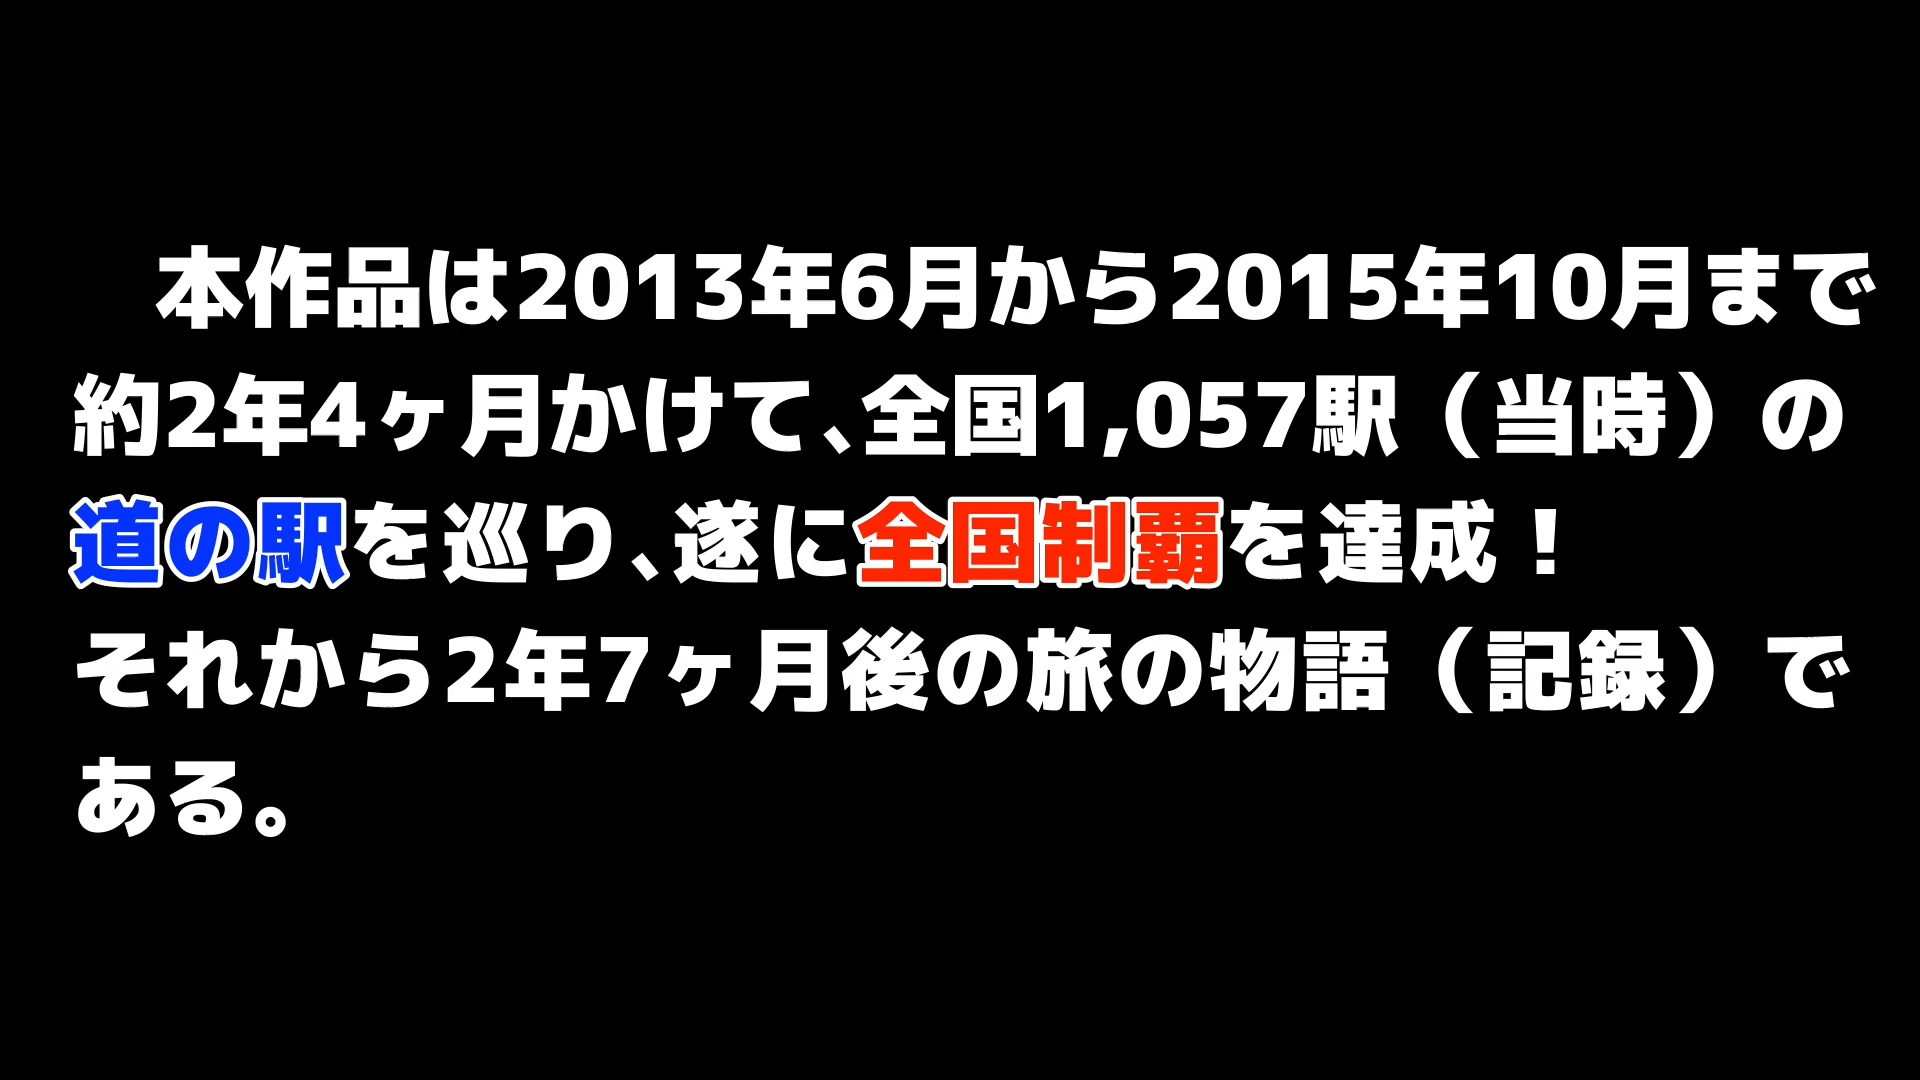 本作品は2013年6月から2015年10月まで
約2年4ヶ月かけて、全国1,057駅（当時）の
道の駅を巡り、遂に全国制覇を達成！
それから2年7ヶ月後の旅の物語（記録）で
ある。